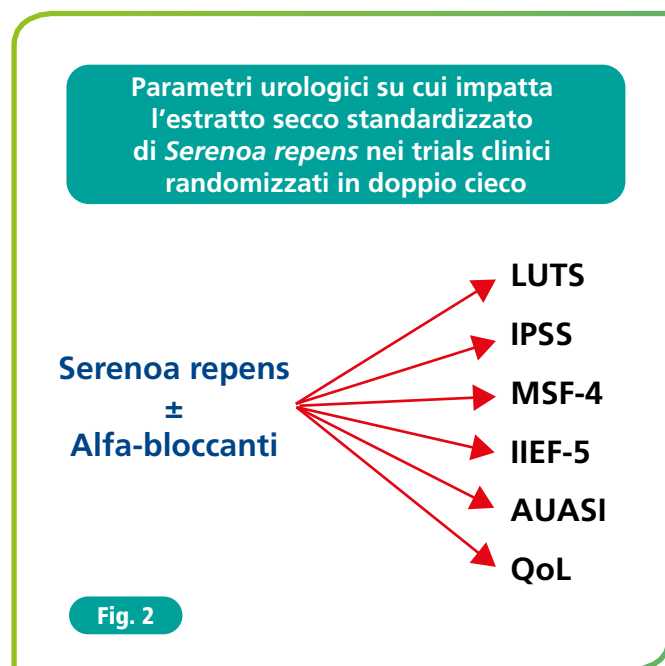 Parametri urologici su cui impatta
l'estratto secco standardizzato
di Serenoa repens nei trials clinici
randomizzati in doppio cieco
Serenoa repens
±
Alfa-bloccanti
LUTS
IPSS
MSF-4
IIEF-5
AUASI
QoL
Fig. 2